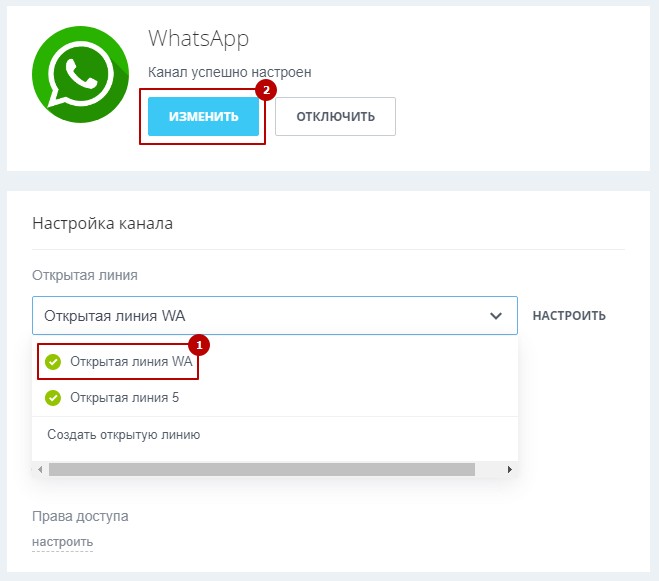 WhatsApp
Канал успешно настроен
2
ИЗМЕНИТЬ
ОТКЛЮЧИТЬ
Настройка канала
Открытая линия
Открытая линия WA
НАСТРОИТЬ
1
Открытая линия WA
Открытая линия 5
Создать открытую линию
Права доступа
настроить